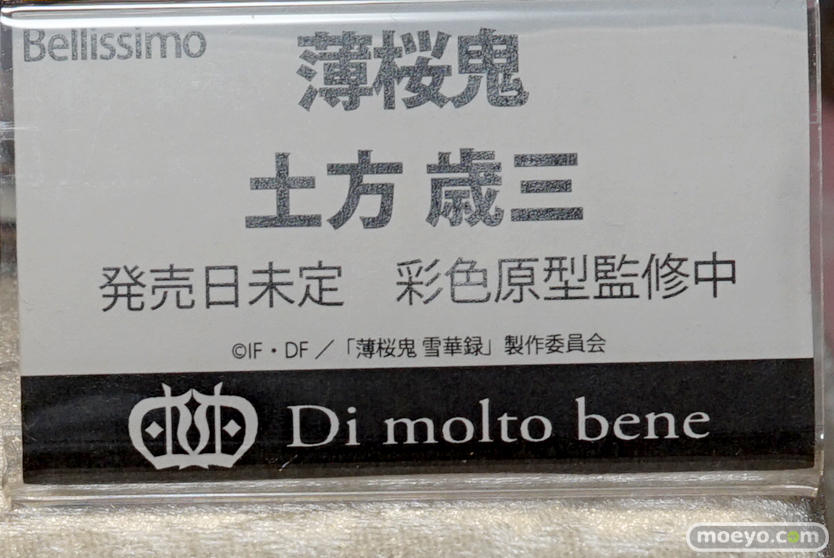 Bellissimo
薄桜鬼
土方 歳三
発売日未定　彩色原型監修中
©IF・DF／「薄桜鬼 雪華録」製作委員会
Di molto bene
moeyo.com